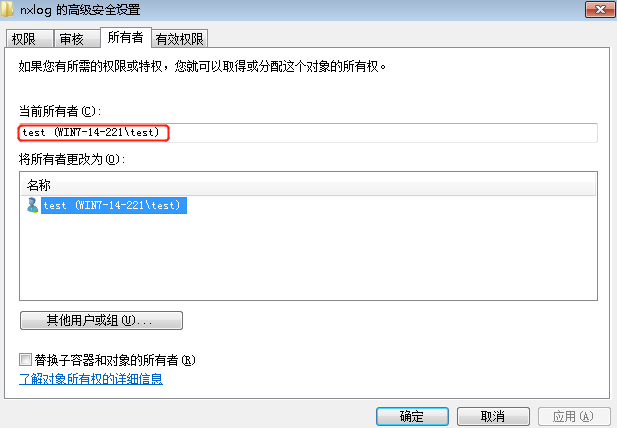 nxlog 的高级安全设置
权限 审核 所有者 有效权限
如果您有所需的权限或特权，您就可以取得或分配这个对象的所有权。
当前所有者(C):
test (WIN7-14-221\test)
将所有者更改为(O):
名称
test (WIN7-14-221\test)
其他用户或组(U)...
替换子容器和对象的所有者(R)
了解对象所有权的详细信息
确定 取消 应用(A)